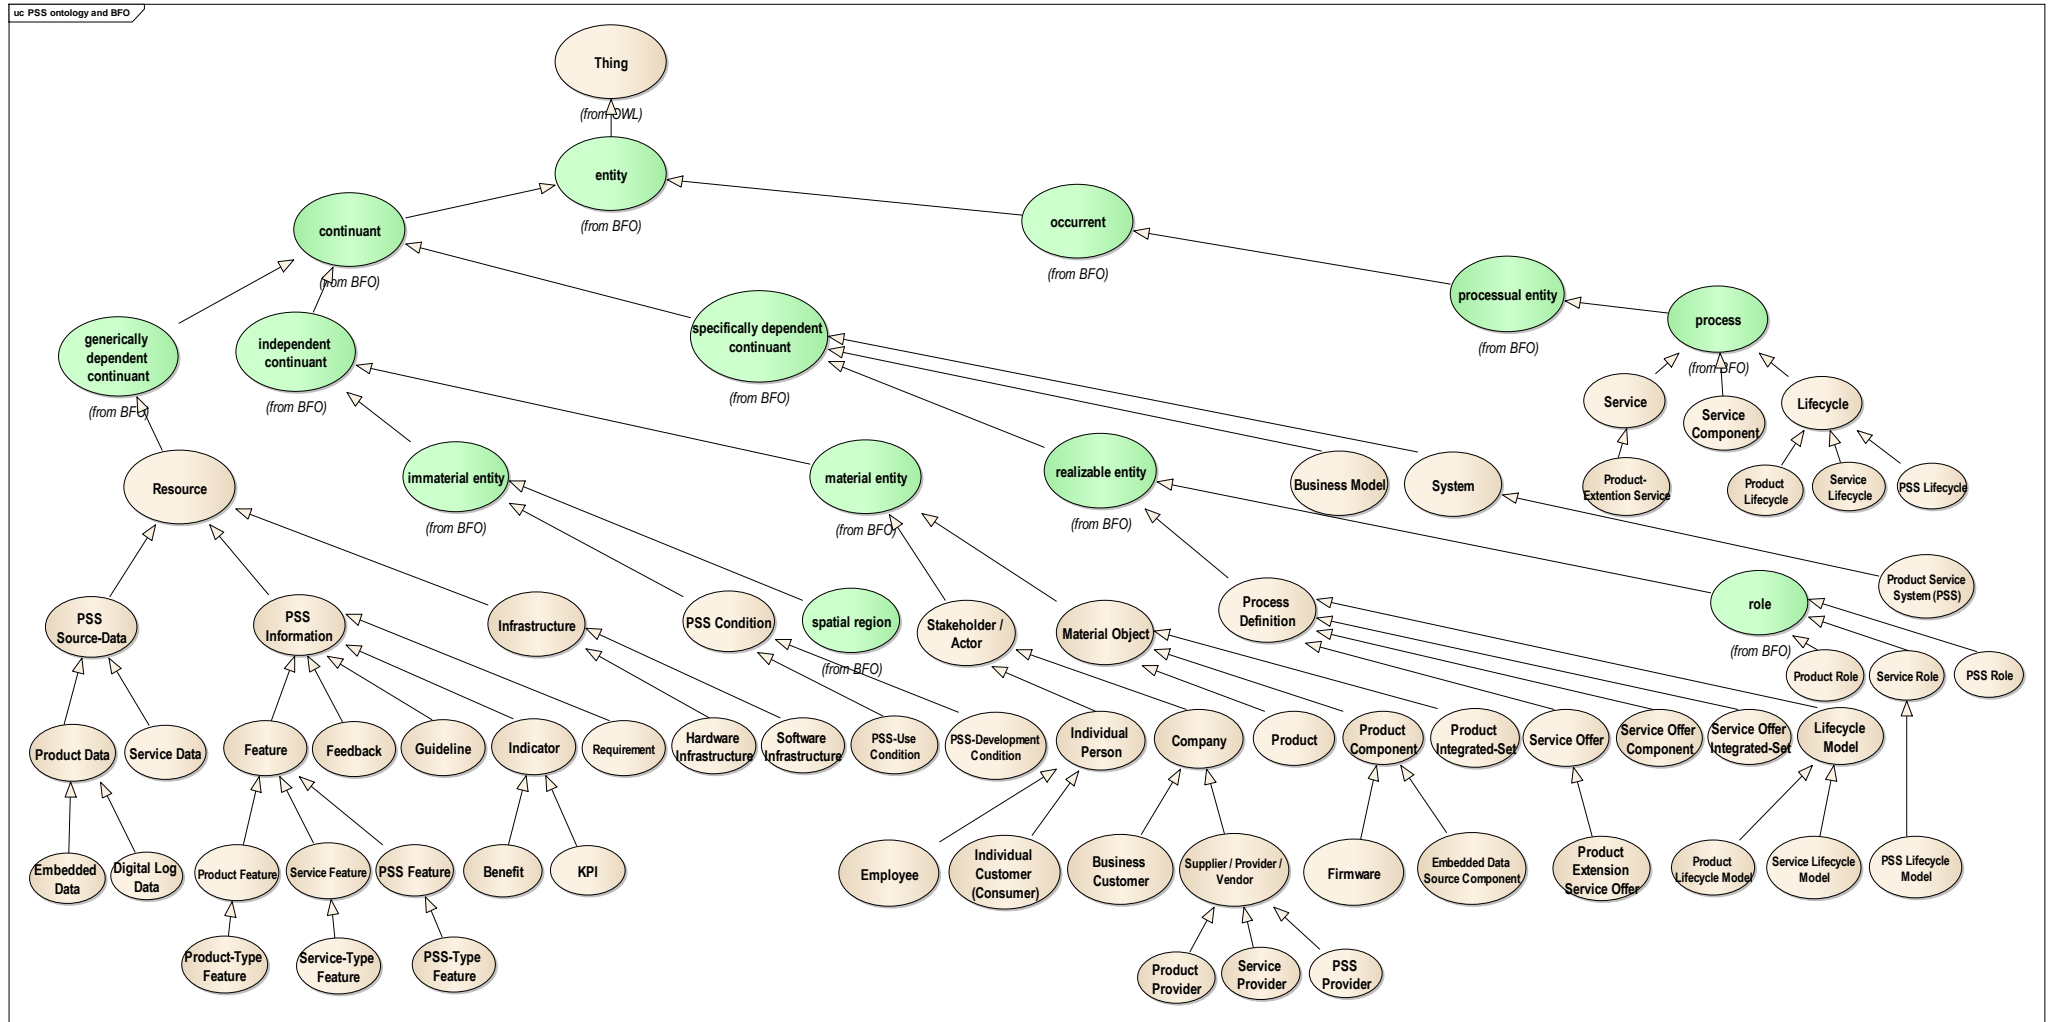 uc PSS ontology and BFO
Thing
(from OWL)
entity
(from BFO)
continuant
(from BFO)
occurrent
(from BFO)
processual entity
(from BFO)
process
(from BFO)
generically
dependent
continuant
(from BFO)
independent
continuant
(from BFO)
specifically dependent
continuant
(from BFO)
Service
Service
Component
Lifecycle
Resource
immaterial entity
(from BFO)
material entity
(from BFO)
realizable entity
(from BFO)
Business Model
System
Product-
Extention Service
Product
Lifecycle
Service
Lifecycle
PSS Lifecycle
PSS
Source-Data
PSS
Information
Infrastructure
PSS Condition
spatial region
(from BFO)
Stakeholder /
Actor
Material Object
Process
Definition
role
(from BFO)
Product Service
System (PSS)
Product Role
Service Role
PSS Role
Product Data
Service Data
Feature
Feedback
Guideline
Indicator
Requirement
Hardware
Infrastructure
Software
Infrastructure
PSS-Use
Condition
PSS-Development
Condition
Individual
Person
Company
Product
Product
Component
Product
Integrated-Set
Service Offer
Service Offer
Component
Service Offer
Integrated-Set
Lifecycle
Model
Embedded
Data
Digital Log
Data
Product Feature
Service Feature
PSS Feature
Benefit
KPI
Employee
Individual
Customer
(Consumer)
Business
Customer
Supplier / Provider /
Vendor
Firmware
Embedded Data
Source Component
Product
Extension
Service Offer
Product
Lifecycle Model
Service Lifecycle
Model
PSS Lifecycle
Model
Product-Type
Feature
Service-Type
Feature
PSS-Type
Feature
Product
Provider
Service
Provider
PSS
Provider